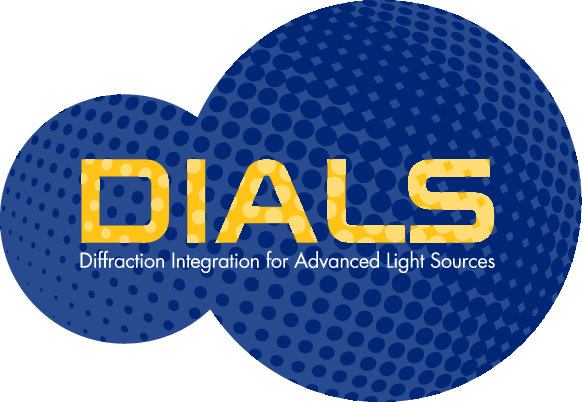 DIALS
Diffraction Integration for Advanced Light Sources